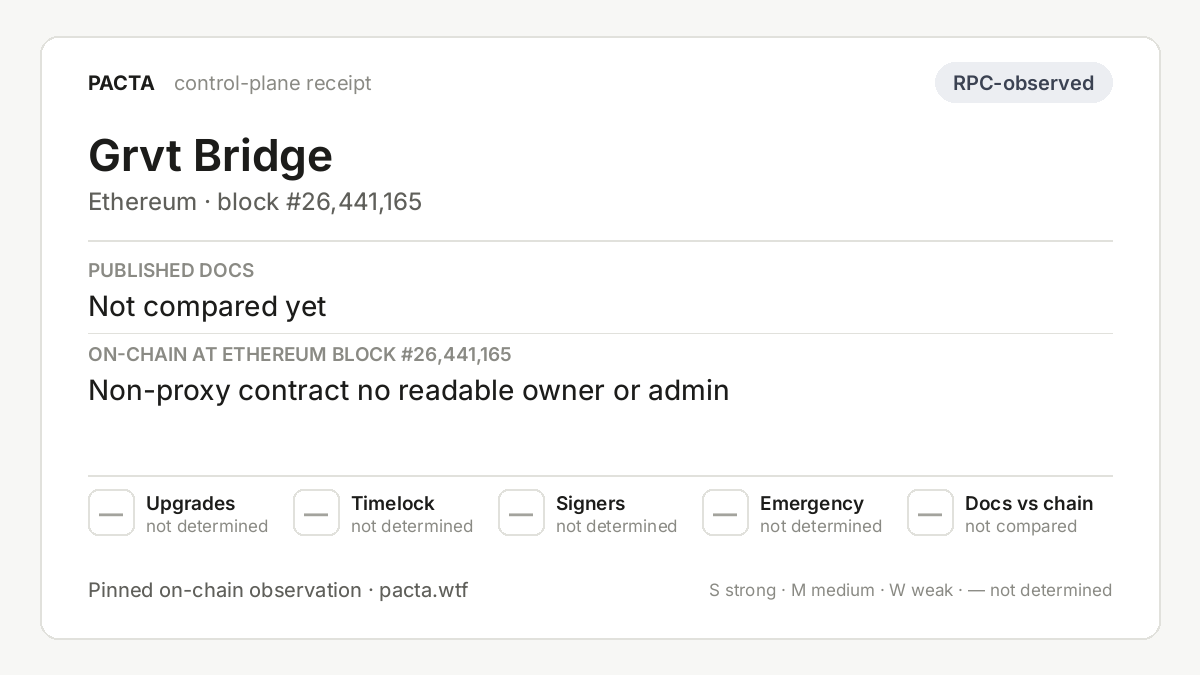 PACTA control-plane receipt
RPC-observed
Grvt Bridge
Ethereum · block #26,441,165
PUBLISHED DOCS
Not compared yet
ON-CHAIN AT ETHEREUM BLOCK #26,441,165
Non-proxy contract no readable owner or admin
— Upgrades
not determined
— Timelock
not determined
— Signers
not determined
— Emergency
not determined
— Docs vs chain
not compared
Pinned on-chain observation · pacta.wtf
S strong · M medium · W weak · — not determined